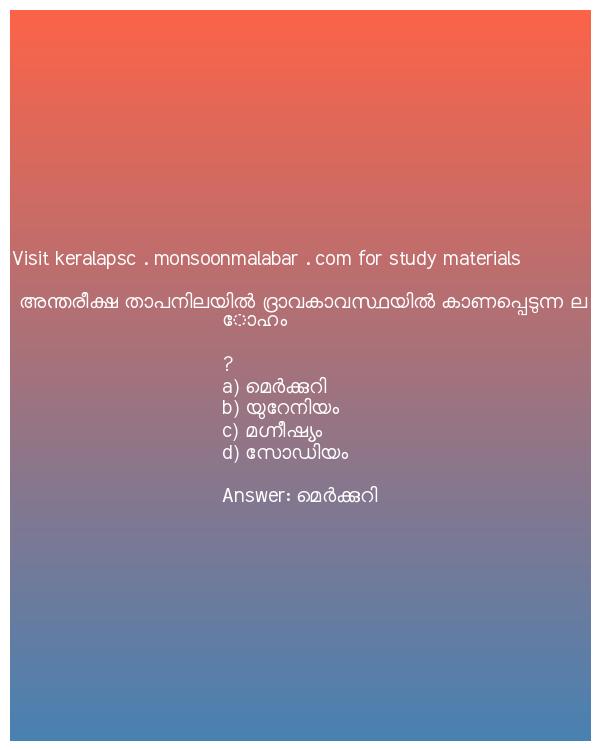 Visit keralapsc . monsoonmalabar . com for study materials
അന്തരീക്ഷ താപനിലയിൽ ദ്രാവകാവസ്ഥയിൽ കാണപ്പെടുന്ന ല
ോഹം
?
a) മെർക്കുറി
b) യുറേനിയം
c) മഗ്നീഷ്യം
d) സോഡിയം
Answer: മെർക്കുറി